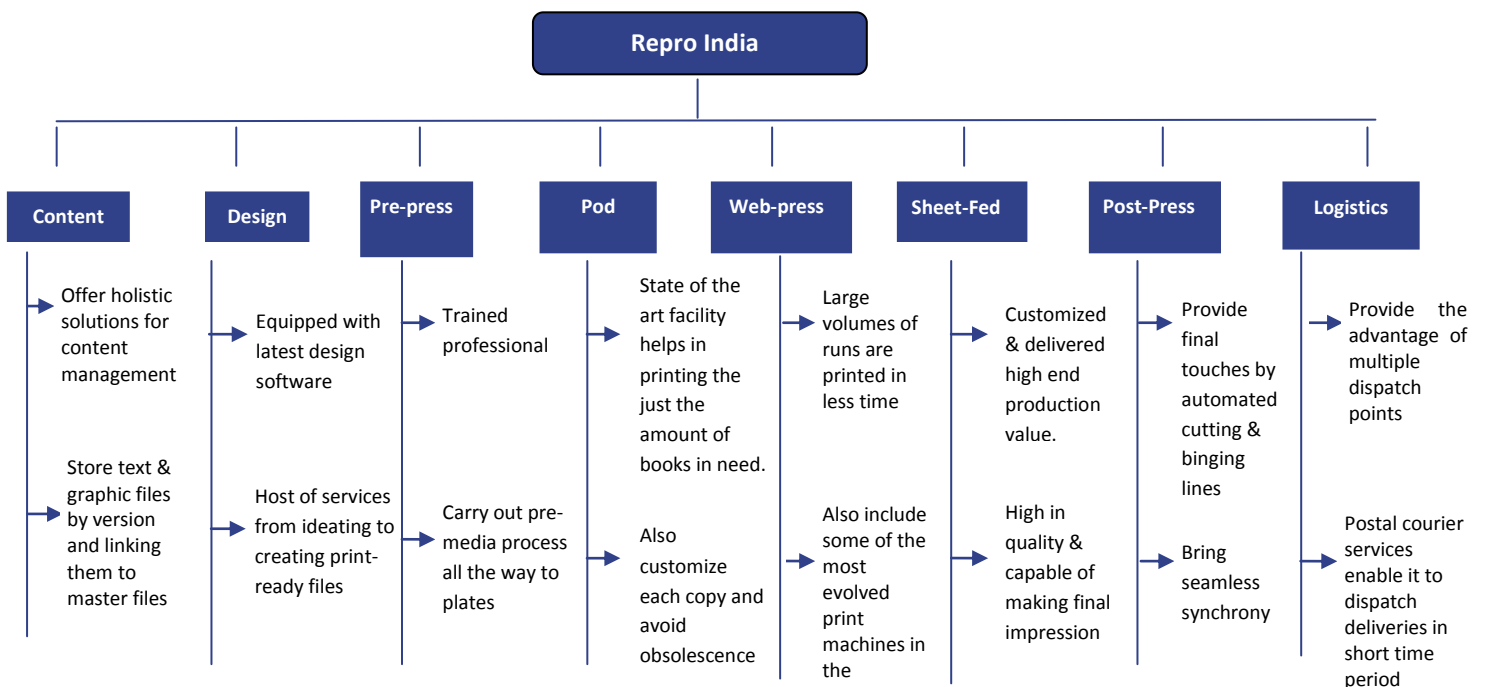 Repro India
Content
Design
Pre-press
Pod
Web-press
Sheet-Fed
Post-Press
Logistics
Offer holistic
solutions for
content
management
Store text &
graphic files
by version
and linking
them to
master files
Equipped with
latest design
software
Host of services
from ideating to
creating print-
ready files
Trained
professional
Carry out pre-
media process
all the way to
plates
State of the
art facility
helps in
printing the
just the
amount of
books in need.
Also
customize
each copy and
avoid
obsolescence
Large
volumes of
runs are
printed in
less time
Also include
some of the
most
evolved
print
machines in
the
Customized
& delivered
high end
production
value.
High in
quality &
capable of
making final
impression
Provide
final
touches by
automated
cutting &
binging
lines
Bring
seamless
synchrony
Provide the
advantage of
multiple
dispatch
points
Postal courier
services
enable it to
dispatch
deliveries in
short time
period